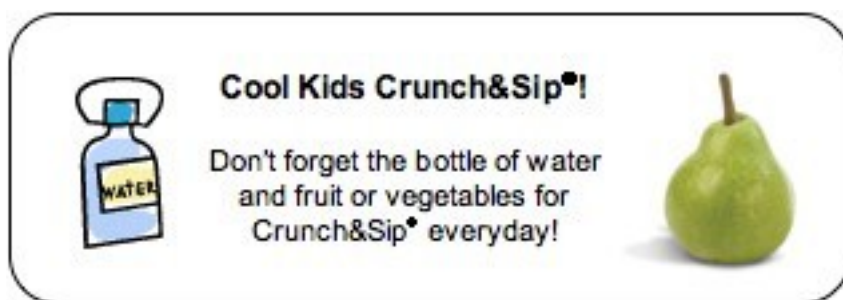 Cool Kids Crunch&Sip●!
Don't forget the bottle of water
and fruit or vegetables for
Crunch&Sip● everyday!
WATER